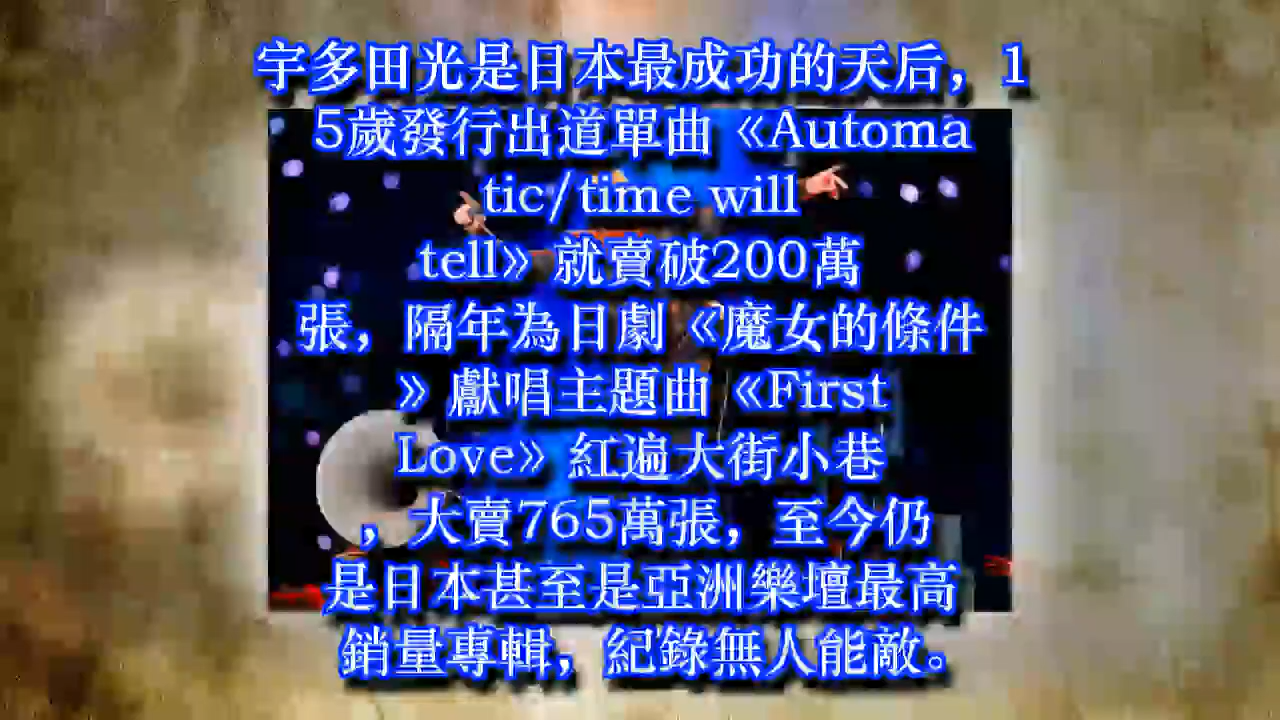 宇多田光是日本最成功的天后，1
5歲發行出道單曲《Automa
tic/time will
tell》就賣破200萬
張，隔年為日劇《魔女的條件
》獻唱主題曲《First
Love》紅遍大街小巷
，大賣765萬張，至今仍
是日本甚至是亞洲樂壇最高
銷量專輯，紀錄無人能敵。